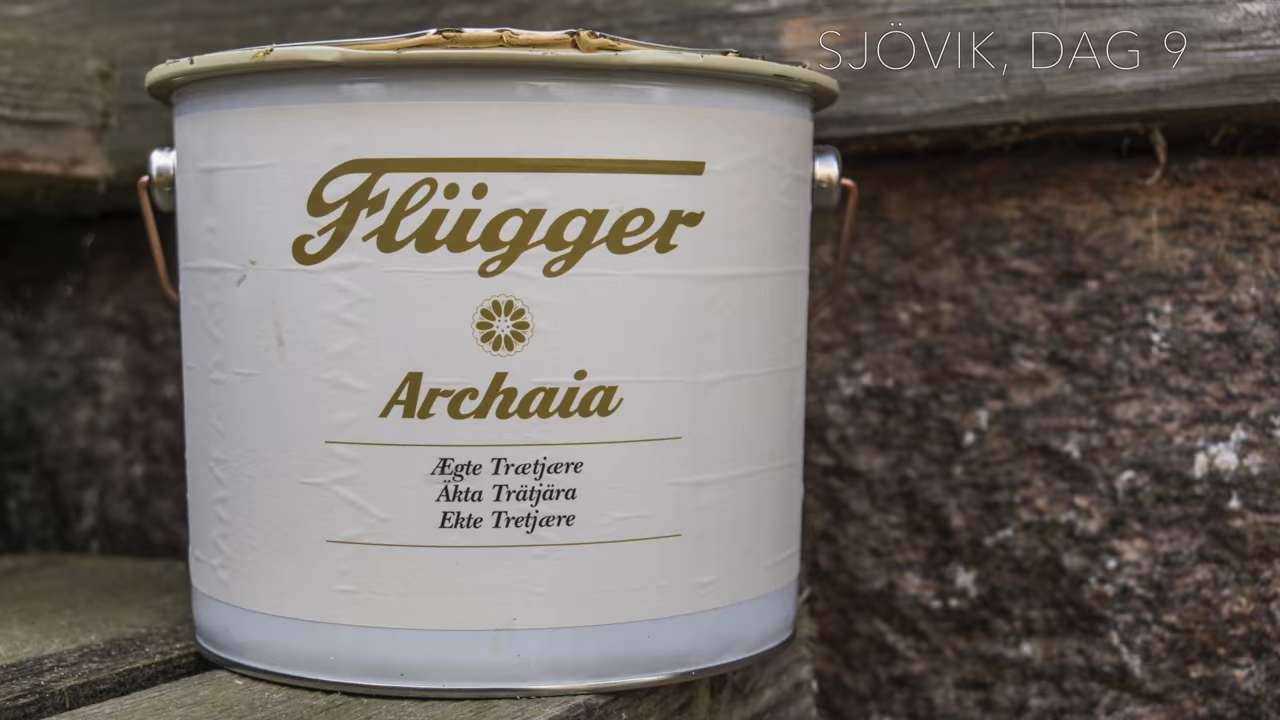 SJÖVIK, DAG 9
Flügger
Archaia
Ægte Trætjære
Äkta Trätjära
Ekte Tretjære